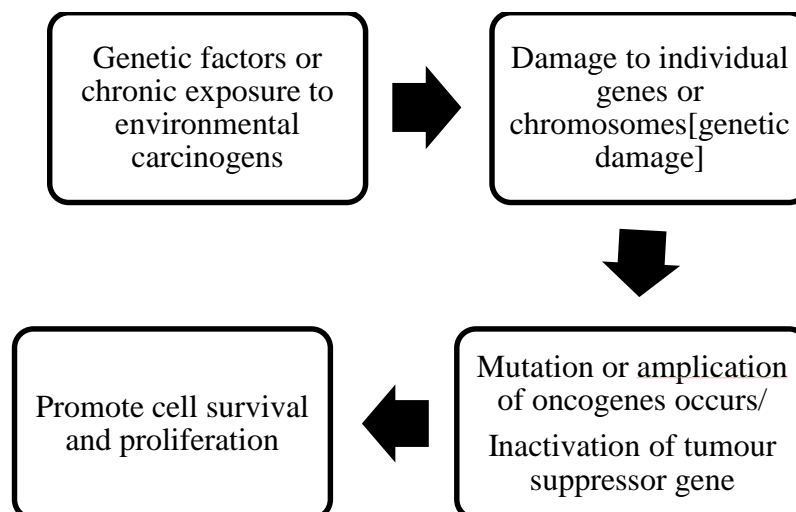 Genetic factors or
chronic exposure to
environmental
carcinogens
Damage to individual
genes or
chromosomes[genetic
damage]
Mutation or amplication
of oncogenes occurs/
Inactivation of tumour
suppressor gene
Promote cell survival
and proliferation